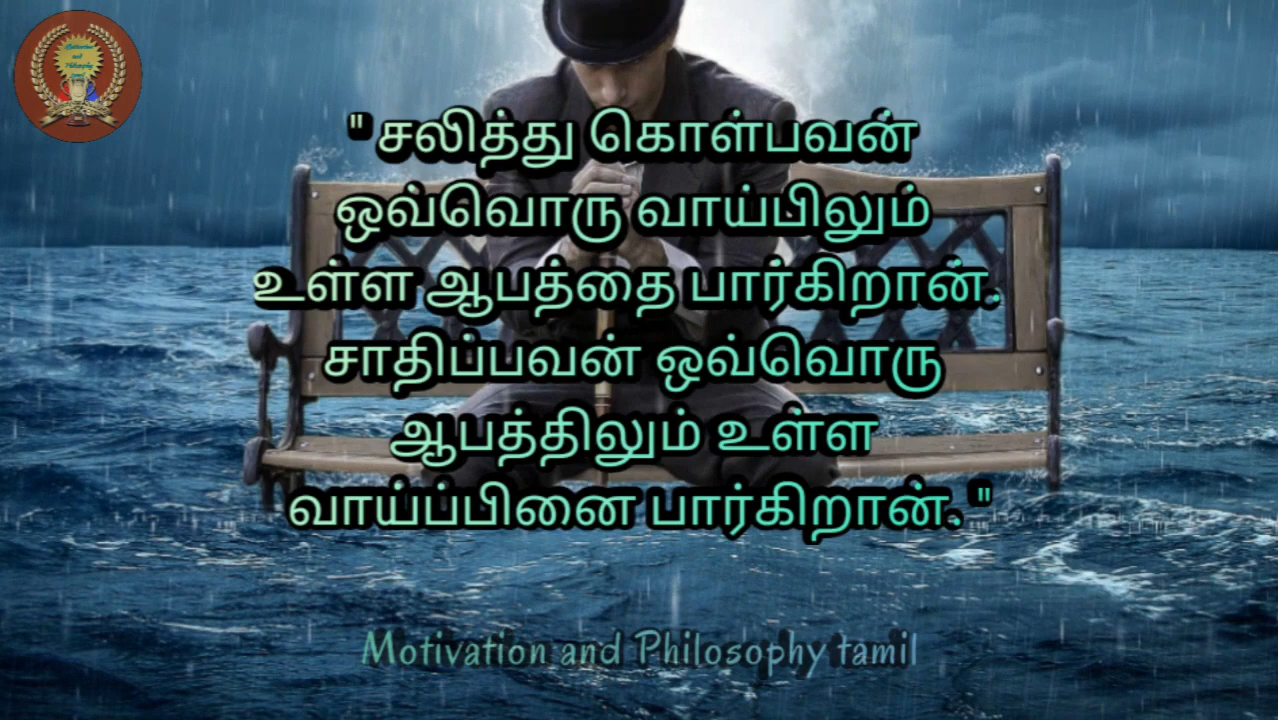 " சலித்து கொள்பவன்
ஒவ்வொரு வாய்பிலும்
உள்ள ஆபத்தை பார்கிறான்.
சாதிப்பவன் ஒவ்வொரு
ஆபத்திலும் உள்ள
வாய்ப்பினை பார்கிறான். "
Motivation and Philosophy tamil